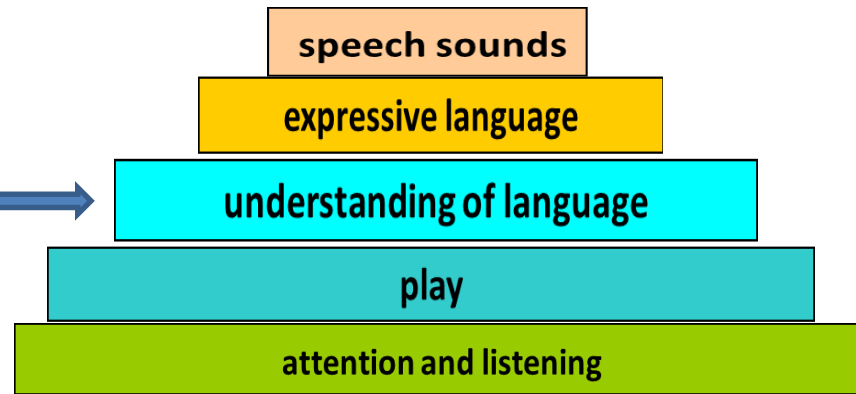 speech sounds
expressive language
understanding of language
play
attention and listening